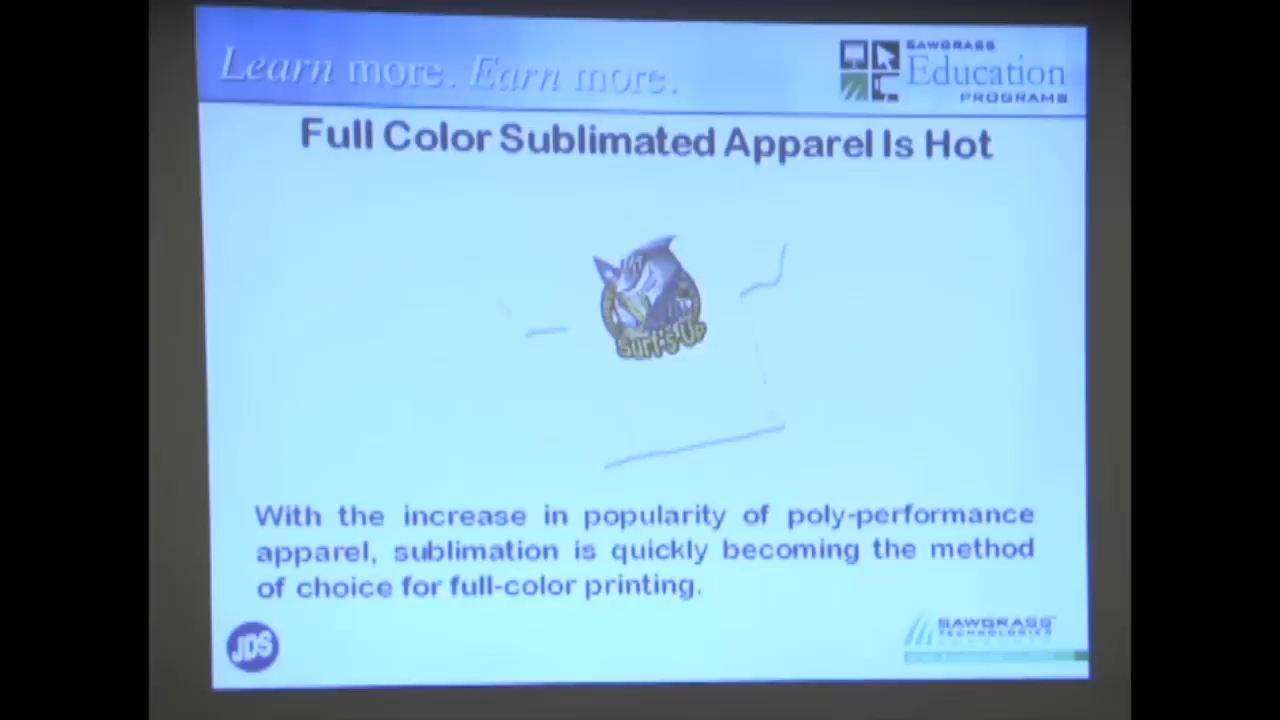 Learn more. Earn more.
SAWGRASS
Education
PROGRAMS
Full Color Sublimated Apparel Is Hot
Surf's Up
With the increase in popularity of poly-performance
apparel, sublimation is quickly becoming the method
of choice for full-color printing.
JDS
SAWGRASS
TECHNOLOGIES